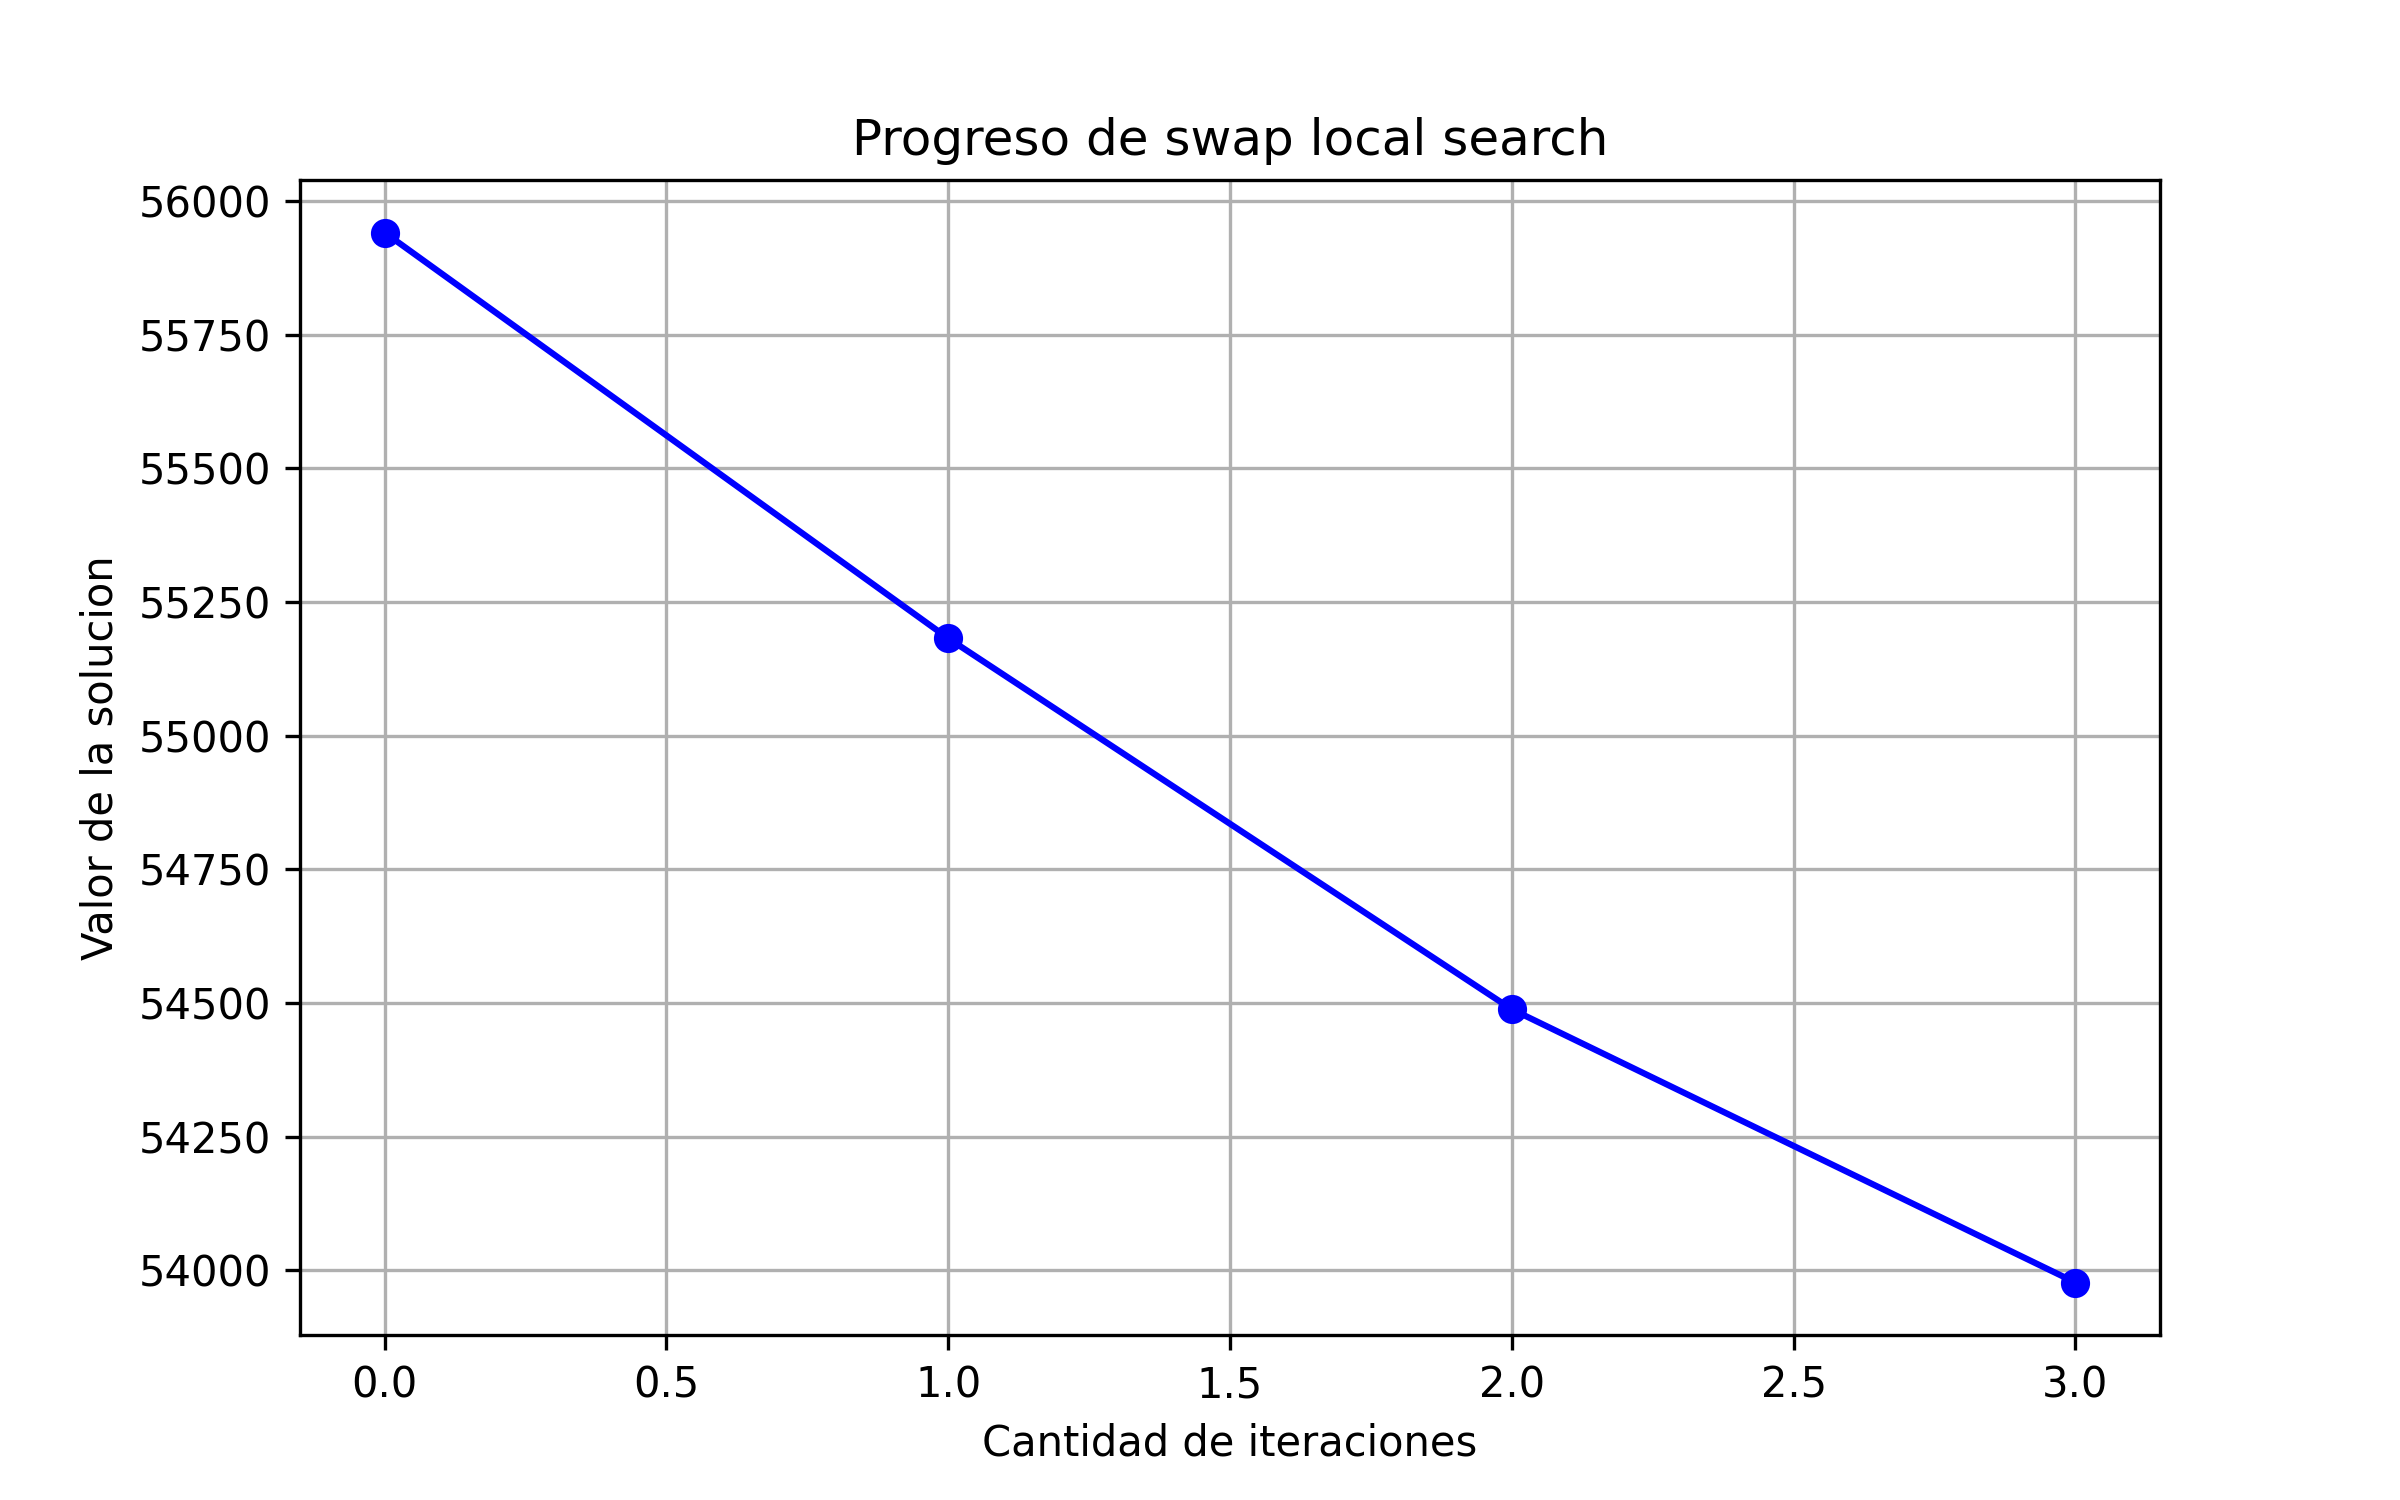 Progreso de swap local search
Valor de la solucion
56000
55750
55500
55250
55000
54750
54500
54250
54000
0.0 0.5 1.0 1.5 2.0 2.5 3.0
Cantidad de iteraciones